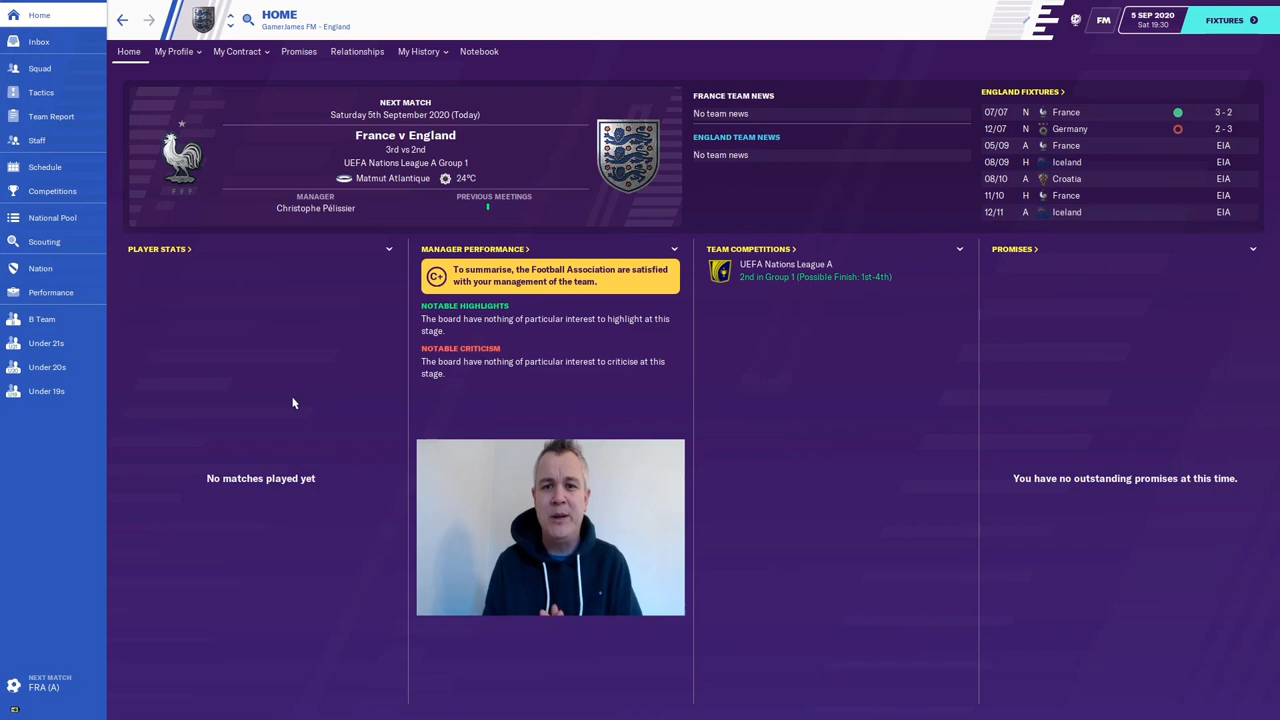 Home
Inbox
Squad
Tactics
Team Report
Staff
Schedule
Competitions
National Pool
Scouting
Nation
Performance
B Team
Under 21s
Under 20s
Under 19s
NEXT MATCH
FRA (A)
HOME
GamerJames FM - England
FM
5 SEP 2020
Sat 19:30
FIXTURES
Home
My Profile
My Contract
Promises
Relationships
My History
Notebook
NEXT MATCH
Saturday 5th September 2020 (Today)
France v England
3rd vs 2nd
UEFA Nations League A Group 1
Matmut Atlantique 24°C
MANAGER
Christophe Pélissier
PREVIOUS MEETINGS
F F F
FRANCE TEAM NEWS
No team news
ENGLAND TEAM NEWS
No team news
ENGLAND FIXTURES >
07/07 N France 3 - 2
12/07 N Germany 2 - 3
05/09 A France EIA
08/09 H Iceland EIA
08/10 A Croatia EIA
11/10 H France EIA
12/11 A Iceland EIA
PLAYER STATS >
No matches played yet
MANAGER PERFORMANCE >
C+
To summarise, the Football Association are satisfied
with your management of the team.
NOTABLE HIGHLIGHTS
The board have nothing of particular interest to highlight at this
stage.
NOTABLE CRITICISM
The board have nothing of particular interest to criticise at this
stage.
TEAM COMPETITIONS >
UEFA Nations League A
2nd in Group 1 (Possible Finish: 1st-4th)
PROMISES >
You have no outstanding promises at this time.